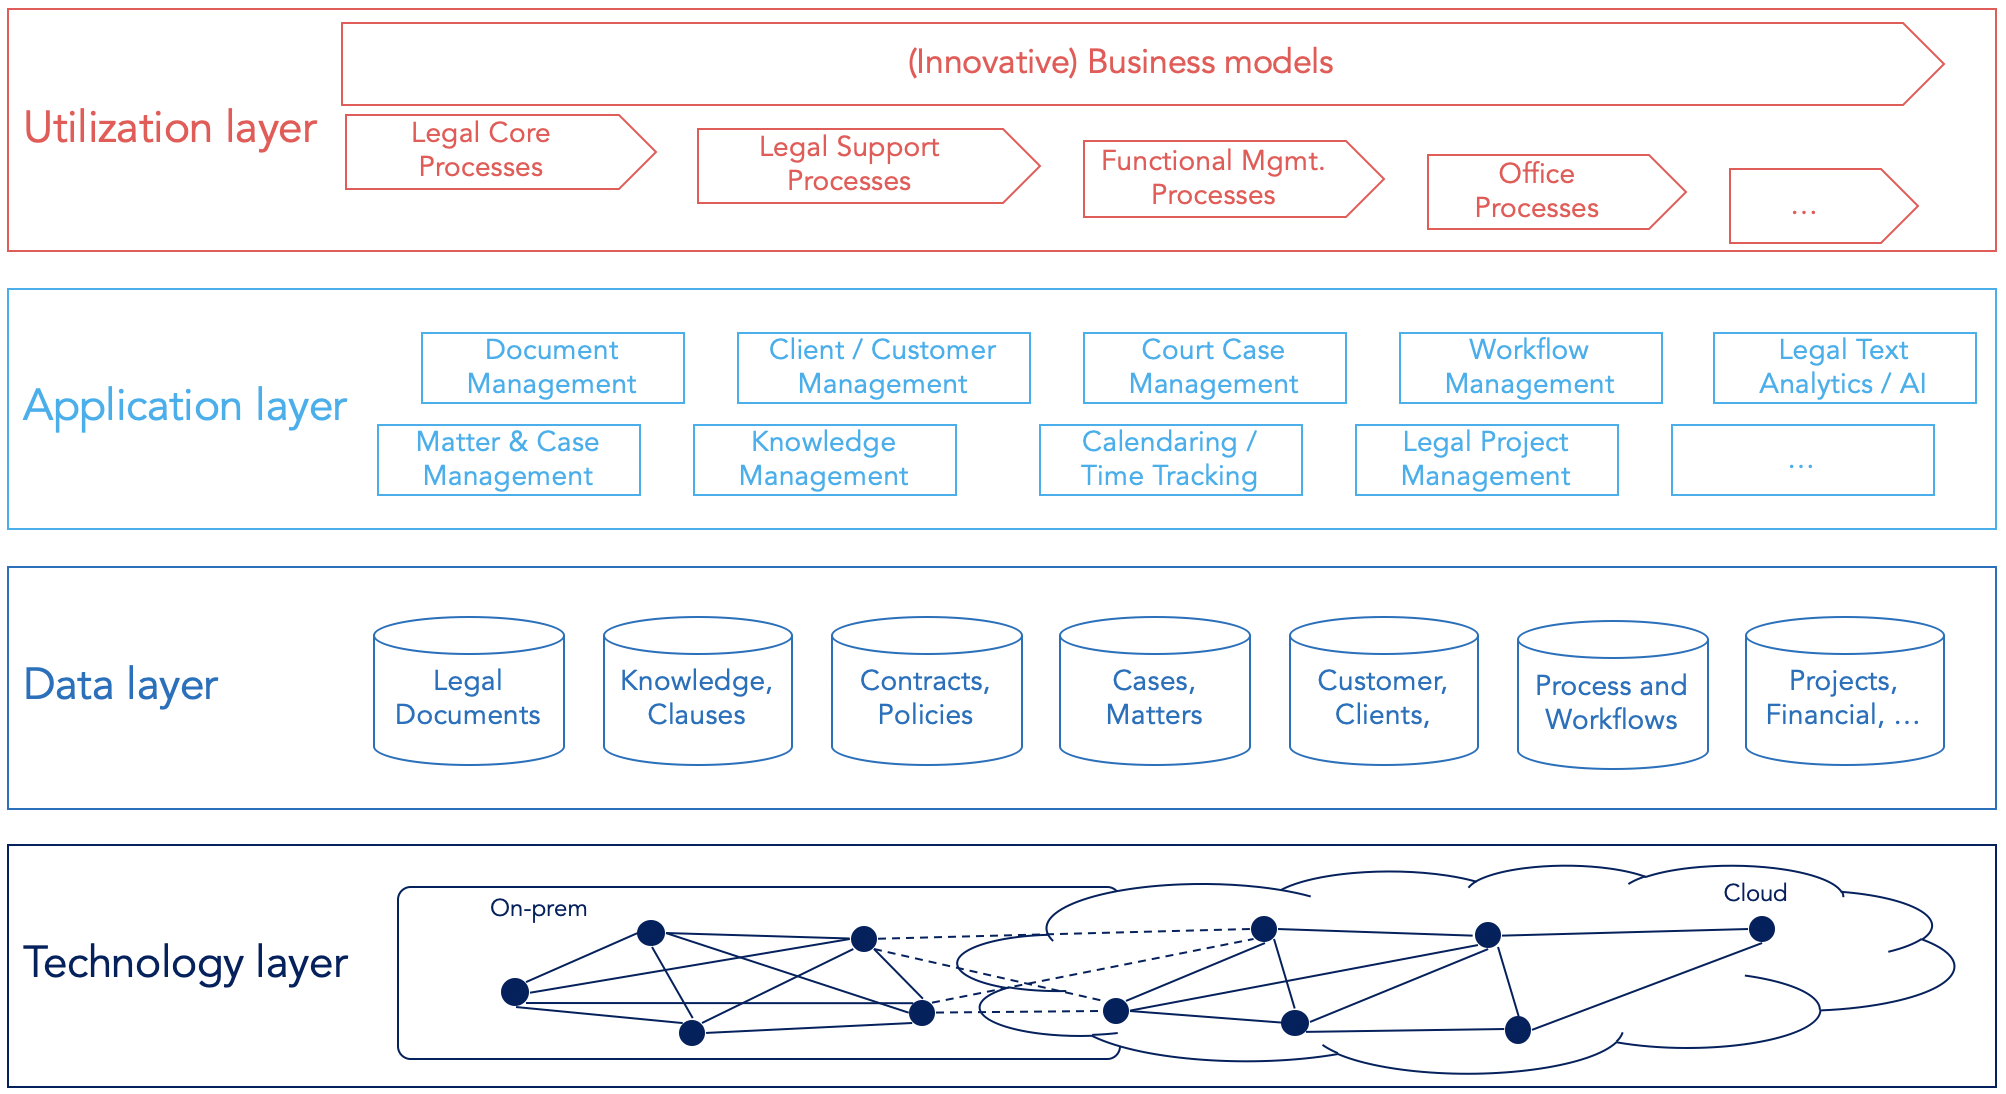 Utilization layer
(Innovative) Business models
Legal Core
Processes
Legal Support
Processes
Functional Mgmt.
Processes
Office
Processes
...
Application layer
Document
Management
Client / Customer
Management
Court Case
Management
Workflow
Management
Legal Text
Analytics / AI
Matter & Case
Management
Knowledge
Management
Calendaring /
Time Tracking
Legal Project
Management
...
Data layer
Legal
Documents
Knowledge,
Clauses
Contracts,
Policies
Cases,
Matters
Customer,
Clients,
Process and
Workflows
Projects,
Financial, ...
Technology layer
On-prem
Cloud